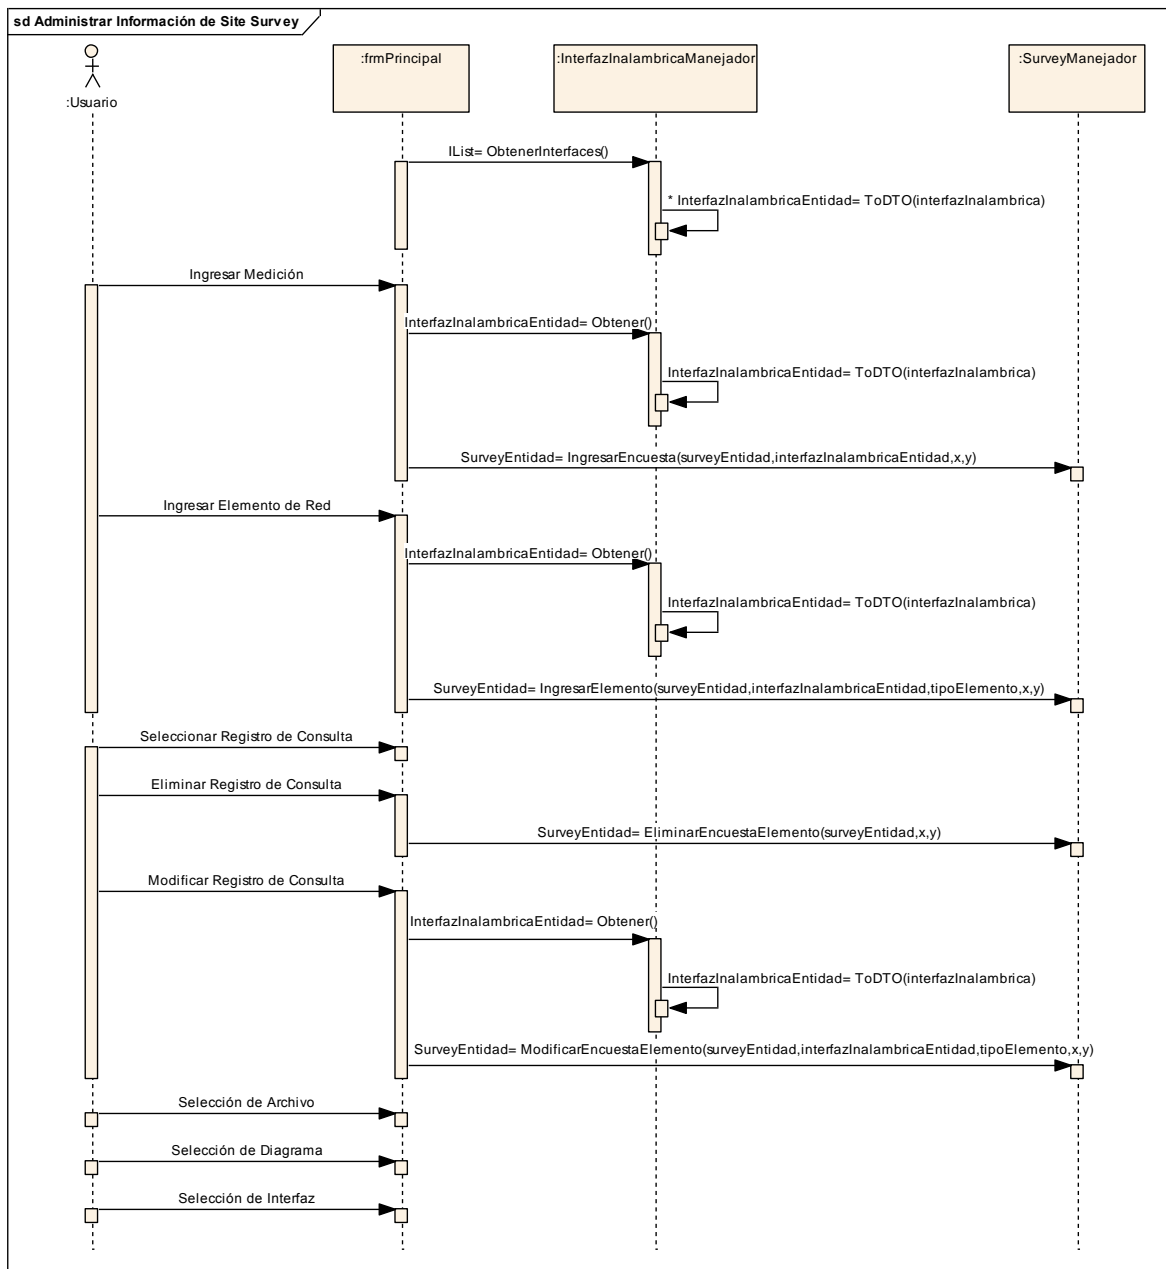 sd Administrar Información de Site Survey
:Usuario
:frmPrincipal
:InterfazInalambricaManejador
:SurveyManejador
IList= ObtenerInterfaces()
* InterfazInalambricaEntidad= ToDTO(interfazInalambrica)
Ingresar Medición
InterfazInalambricaEntidad= Obtener()
InterfazInalambricaEntidad= ToDTO(interfazInalambrica)
SurveyEntidad= IngresarEncuesta(surveyEntidad,interfazInalambricaEntidad,x,y)
Ingresar Elemento de Red
InterfazInalambricaEntidad= Obtener()
InterfazInalambricaEntidad= ToDTO(interfazInalambrica)
SurveyEntidad= IngresarElemento(surveyEntidad,interfazInalambricaEntidad,tipoElemento,x,y)
Seleccionar Registro de Consulta
Eliminar Registro de Consulta
SurveyEntidad= EliminarEncuestaElemento(surveyEntidad,x,y)
Modificar Registro de Consulta
InterfazInalambricaEntidad= Obtener()
InterfazInalambricaEntidad= ToDTO(interfazInalambrica)
SurveyEntidad= ModificarEncuestaElemento(surveyEntidad,interfazInalambricaEntidad,tipoElemento,x,y)
Selección de Archivo
Selección de Diagrama
Selección de Interfaz